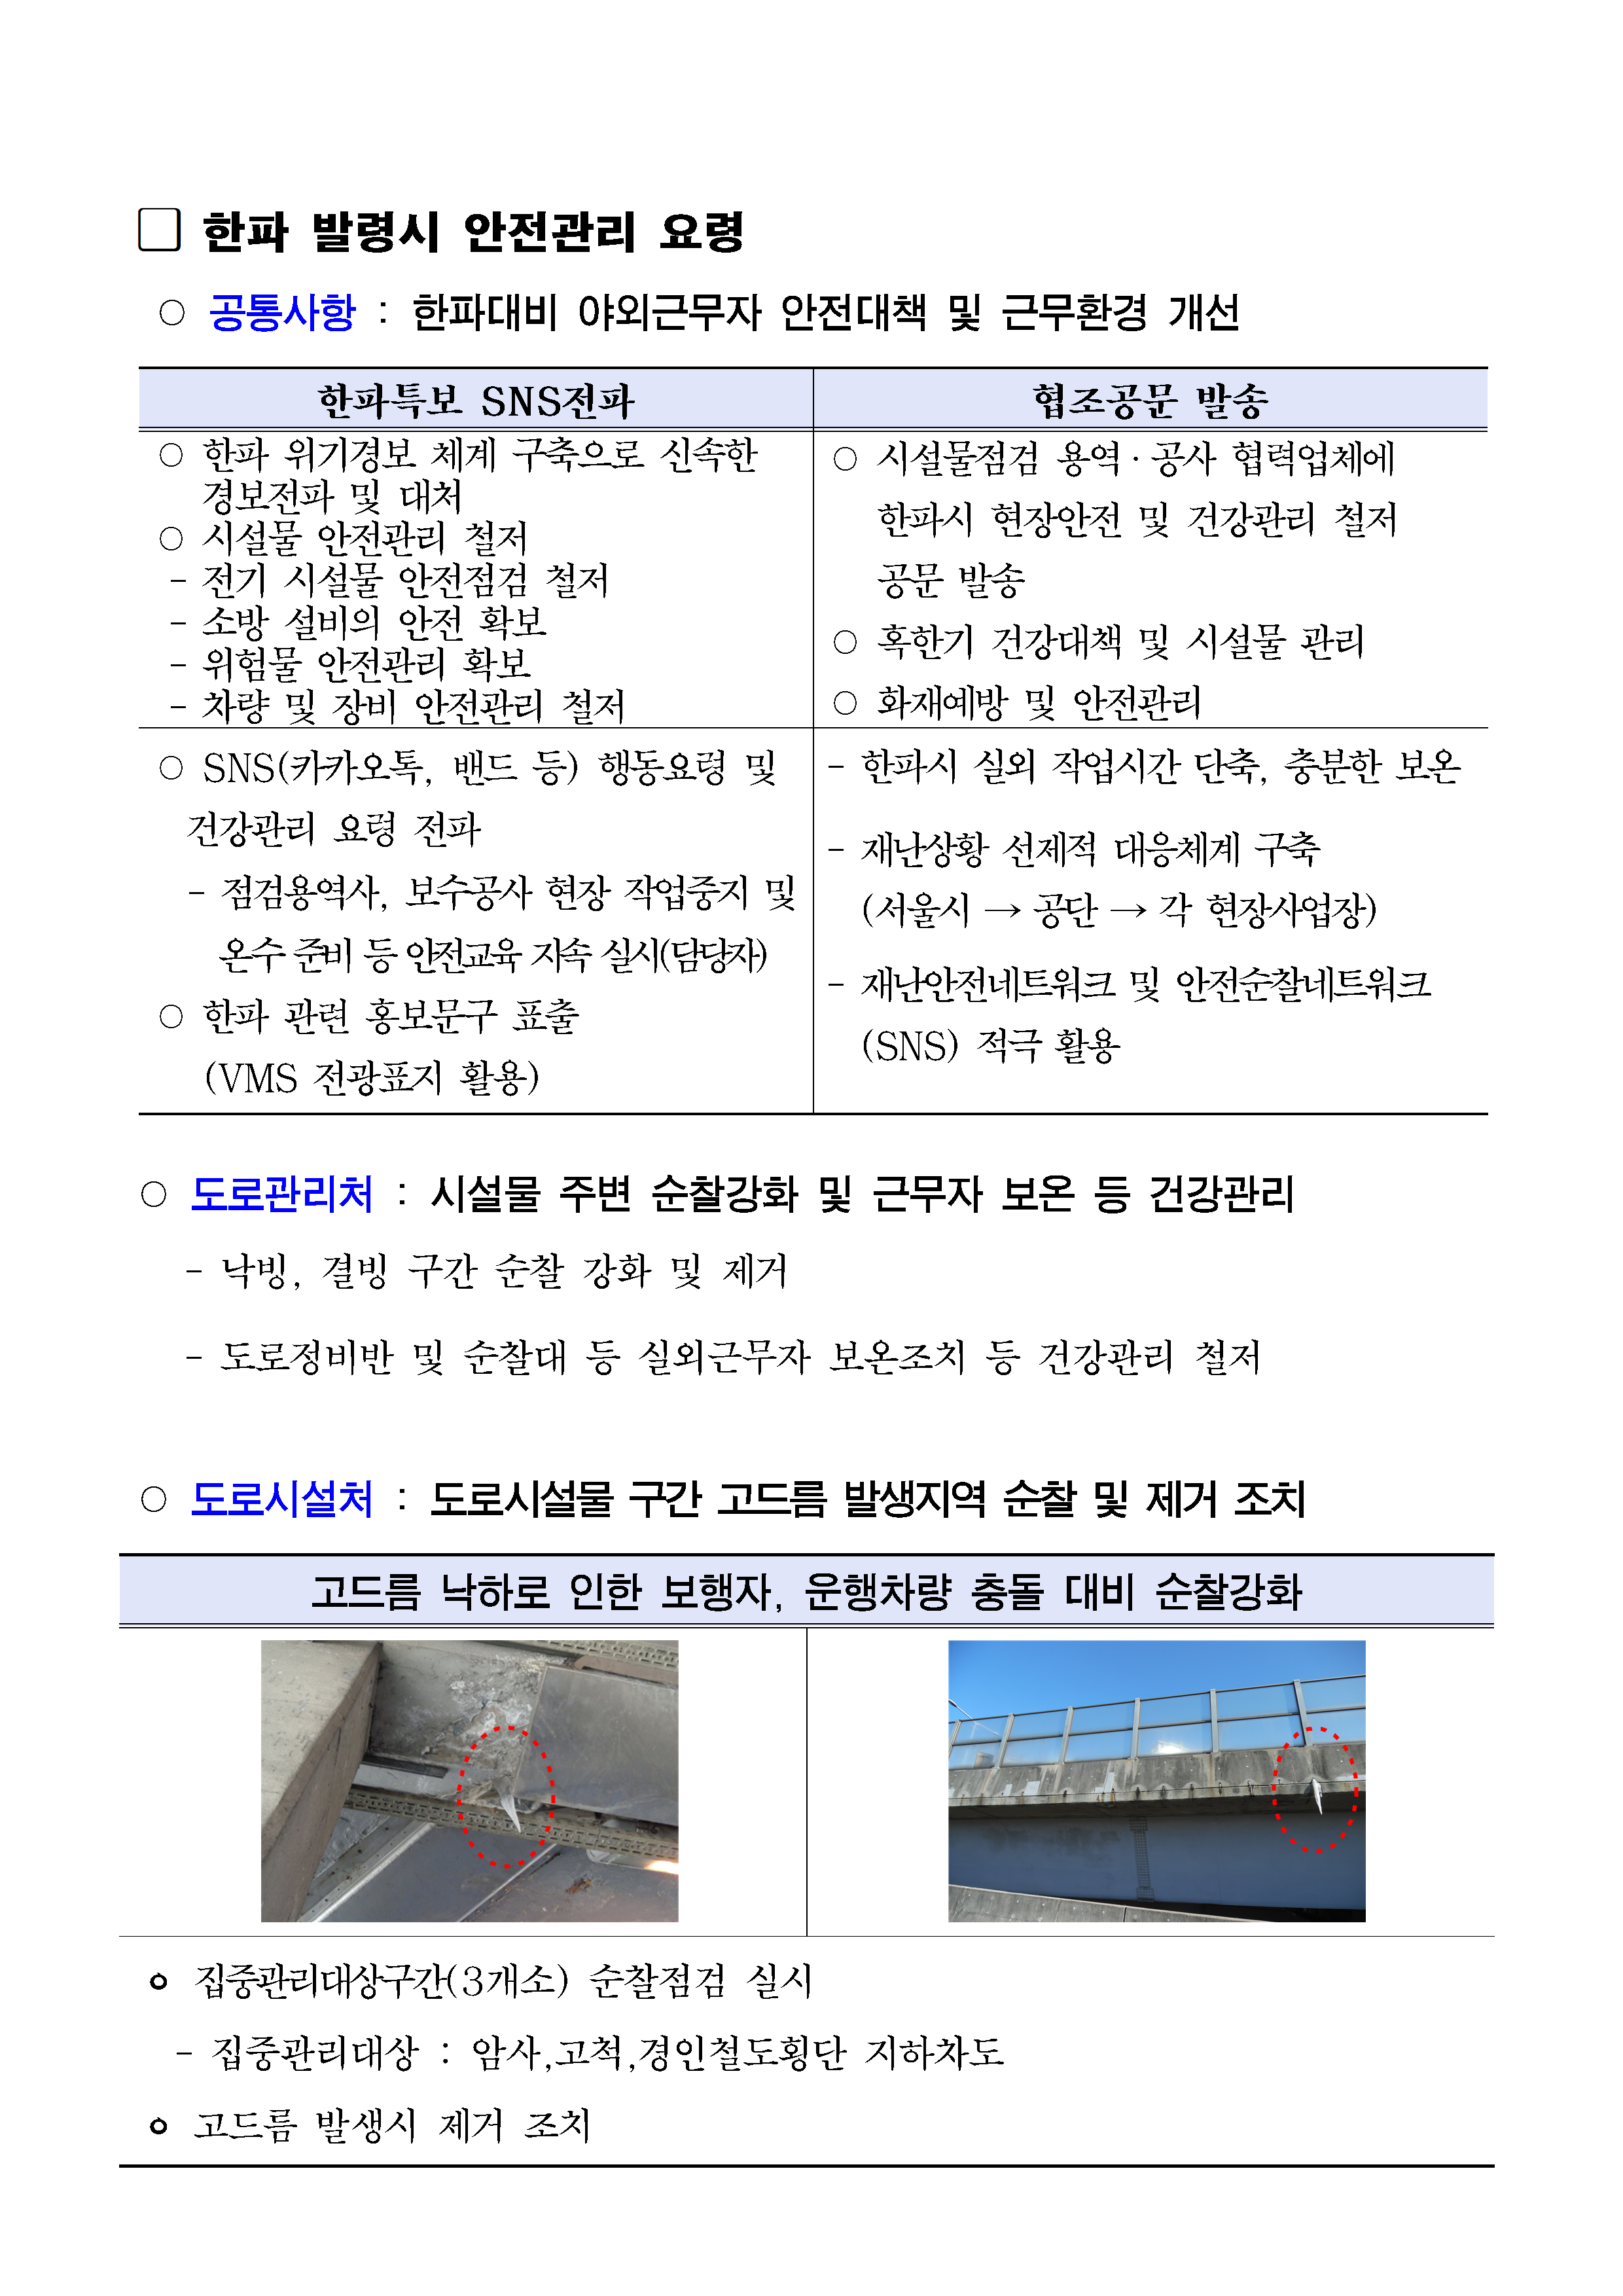 □ 한파 발령시 안전관리 요령
○ 공통사항 : 한파대비 야외근무자 안전대책 및 근무환경 개선
한파특보 SNS전파
○ 한파 위기경보 체계 구축으로 신속한
경보전파 및 대처
○ 시설물 안전관리 철저
- 전기 시설물 안전점검 철저
- 소방 설비의 안전 확보
- 위험물 안전관리 확보
- 차량 및 장비 안전관리 철저
협조공문 발송
○ 시설물점검 용역·공사 협력업체에
한파시 현장안전 및 건강관리 철저
공문 발송
○ 혹한기 건강대책 및 시설물 관리
○ 화재예방 및 안전관리
○ SNS(카카오톡, 밴드 등) 행동요령 및
건강관리 요령 전파
- 점검용역사, 보수공사 현장 작업중지 및
온수 준비 등 안전교육 지속 실시(담당자)
○ 한파 관련 홍보문구 표출
(VMS 전광표지 활용)
- 한파시 실외 작업시간 단축, 충분한 보온
- 재난상황 선제적 대응체계 구축
(서울시 → 공단 → 각 현장사업장)
- 재난안전네트워크 및 안전순찰네트워크
(SNS) 적극 활용
○ 도로관리처 : 시설물 주변 순찰강화 및 근무자 보온 등 건강관리
- 낙빙, 결빙 구간 순찰 강화 및 제거
- 도로정비반 및 순찰대 등 실외근무자 보온조치 등 건강관리 철저
○ 도로시설처 : 도로시설물 구간 고드름 발생지역 순찰 및 제거 조치
고드름 낙하로 인한 보행자, 운행차량 충돌 대비 순찰강화
ㅇ 집중관리대상구간(3개소) 순찰점검 실시
- 집중관리대상 : 암사,고척,경인철도횡단 지하차도
ㅇ 고드름 발생시 제거 조치